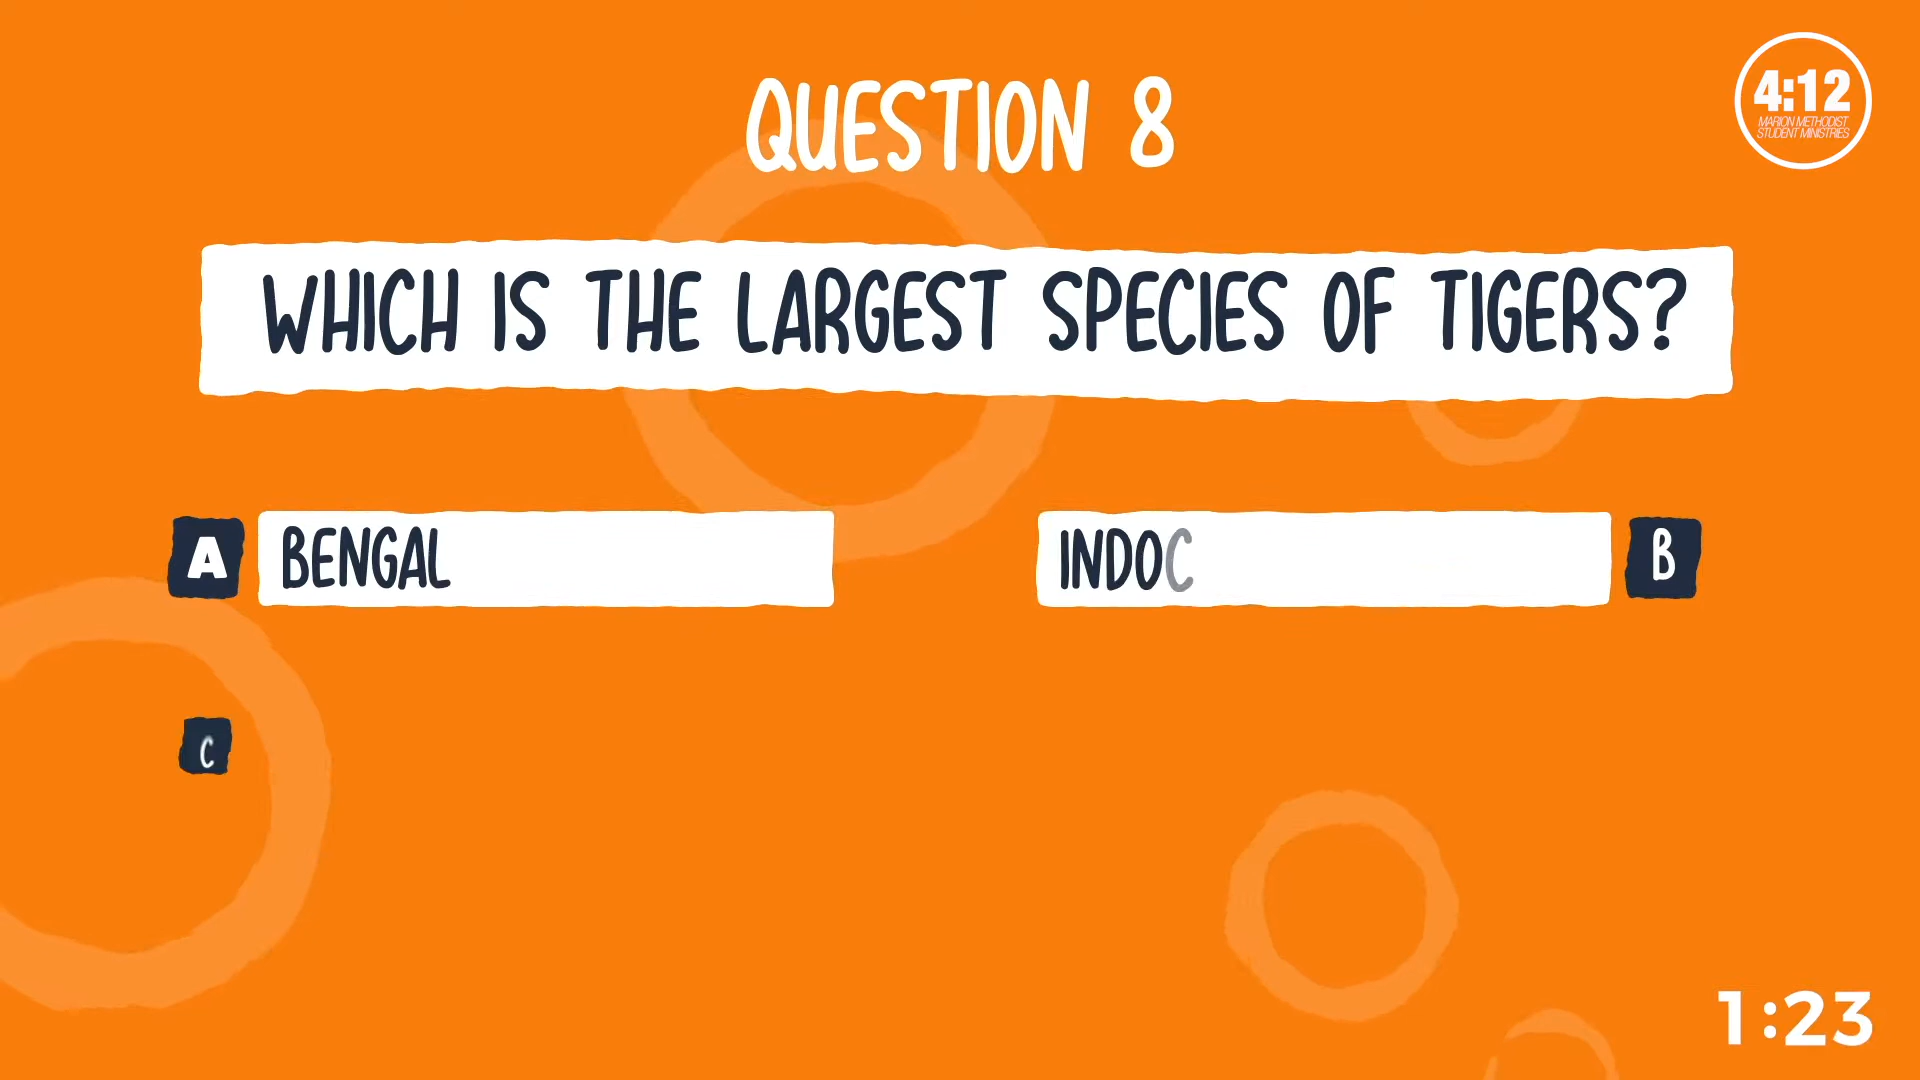 QUESTION 8
4:12
MARION METHODIST
STUDENT MINISTRIES
WHICH IS THE LARGEST SPECIES OF TIGERS?
A BENGAL
INDOC B
C
1:23